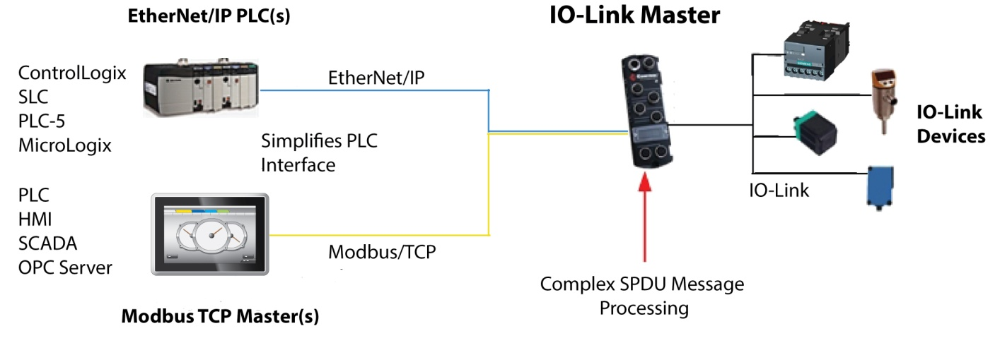 EtherNet/IP PLC(s)
IO-Link Master
ControlLogix
SLC
PLC-5
MicroLogix
EtherNet/IP
Simplifies PLC
Interface
IO-Link
Devices
PLC
HMI
SCADA
OPC Server
IO-Link
Modbus/TCP
Complex SPDU Message
Processing
Modbus TCP Master(s)